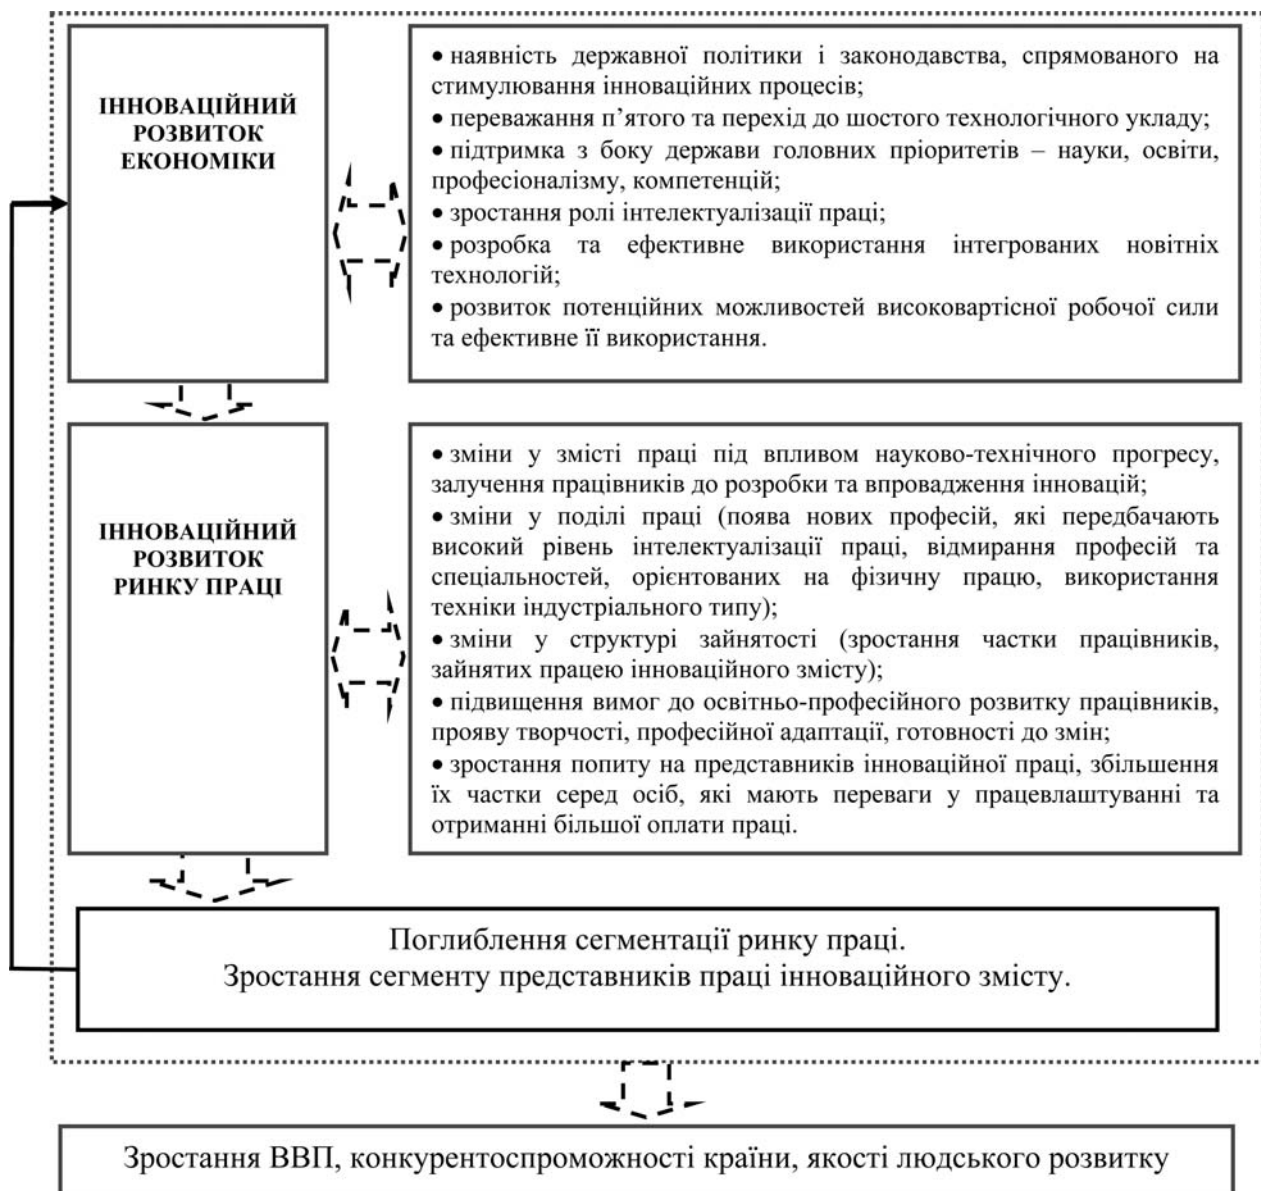 ІННОВАЦІЙНИЙ
РОЗВИТОК
ЕКОНОМІКИ
• наявність державної політики і законодавства, спрямованого на
стимулювання інноваційних процесів;
• переважання п’ятого та перехід до шостого технологічного укладу;
• підтримка з боку держави головних пріоритетів – науки, освіти,
професіоналізму, компетенцій;
• зростання ролі інтелектуалізації праці;
• розробка та ефективне використання інтегрованих новітніх
технологій;
• розвиток потенційних можливостей високовартісної робочої сили
та ефективне її використання.
ІННОВАЦІЙНИЙ
РОЗВИТОК
РИНКУ ПРАЦІ
• зміни у змісті праці під впливом науково-технічного прогресу,
залучення працівників до розробки та впровадження інновацій;
• зміни у поділі праці (поява нових професій, які передбачають
високий рівень інтелектуалізації праці, відмирання професій та
спеціальностей, орієнтованих на фізичну працю, використання
техніки індустріального типу);
• зміни у структурі зайнятості (зростання частки працівників,
зайнятих працею інноваційного змісту);
• підвищення вимог до освітньо-професійного розвитку працівників,
прояву творчості, професійної адаптації, готовності до змін;
• зростання попиту на представників інноваційної праці, збільшення
їх частки серед осіб, які мають переваги у працевлаштуванні та
отриманні більшої оплати праці.
Поглиблення сегментації ринку праці.
Зростання сегменту представників праці інноваційного змісту.
Зростання ВВП, конкурентоспроможності країни, якості людського розвитку